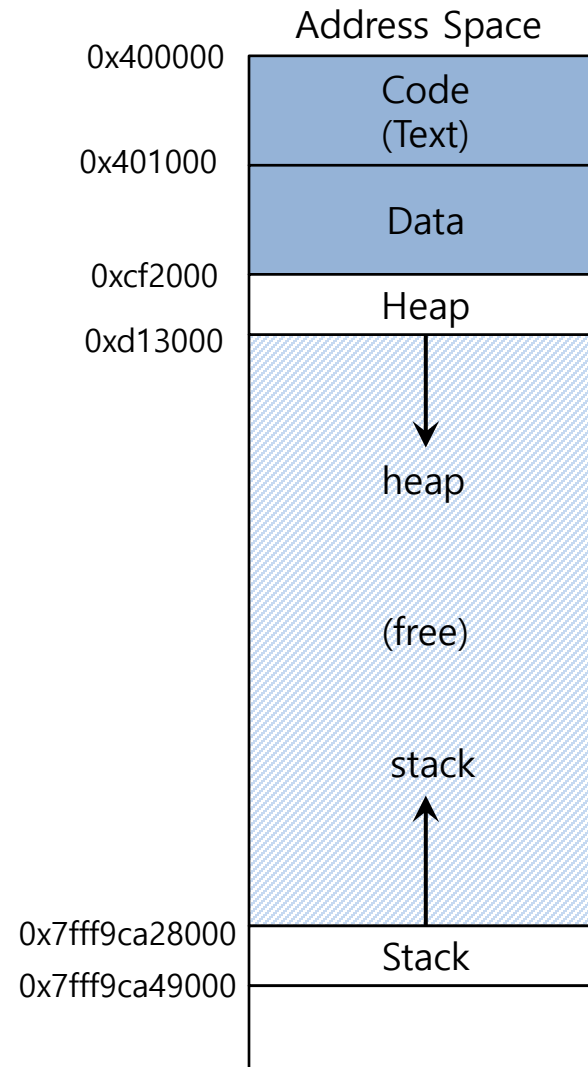 Address Space
0x400000
Code
(Text)
0x401000
Data
0xcf2000
Heap
0xd13000
heap
(free)
stack
0x7fff9ca28000
Stack
0x7fff9ca49000